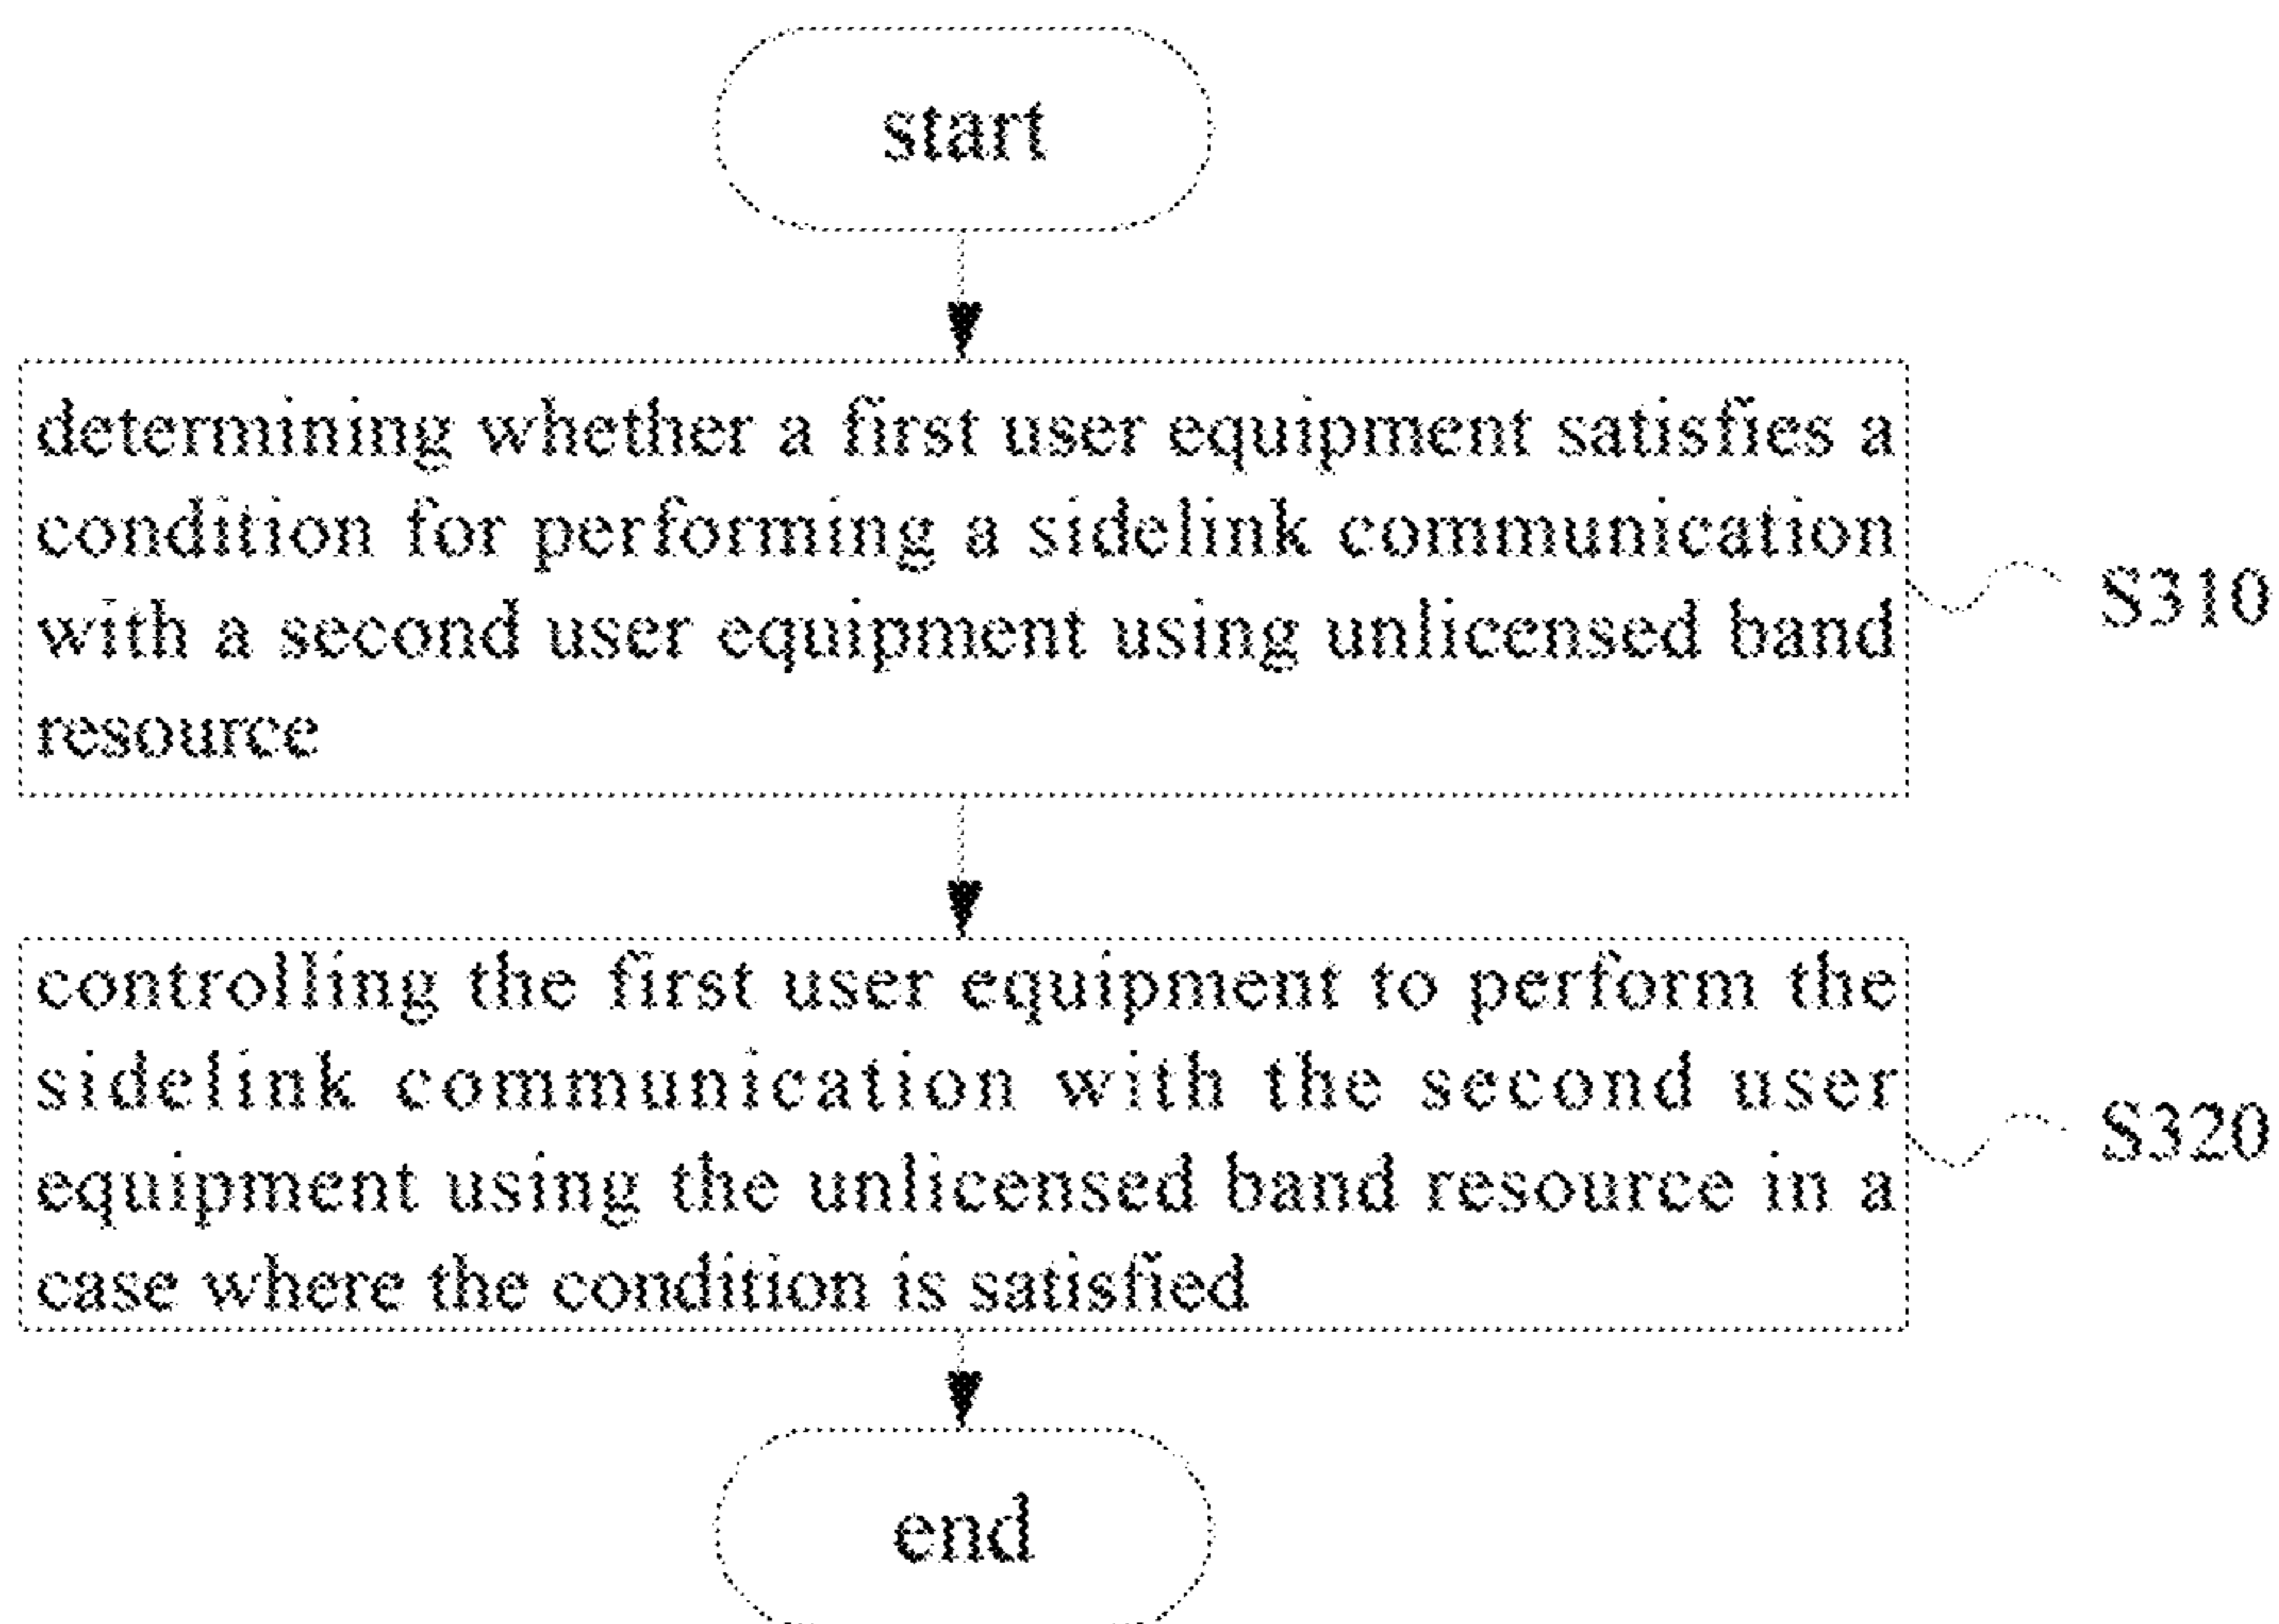 start
determining whether a first user equipment satisfies a
condition for performing a sidelink communication
with a second user equipment using unlicensed band
resource
S310
controlling the first user equipment to perform the
sidelink communication with the second user
equipment using the unlicensed band resource in a
case where the condition is satisfied
S320
end